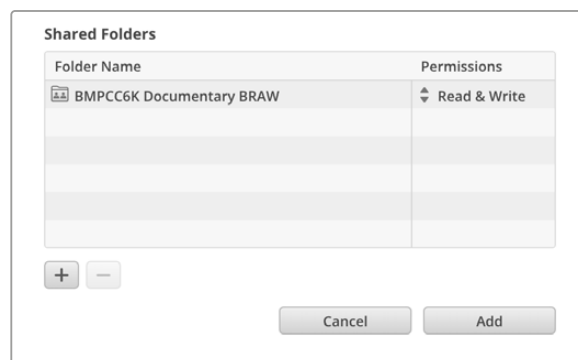 Shared Folders
Folder Name Permissions
BMPCC6K Documentary BRAW Read & Write
Cancel Add